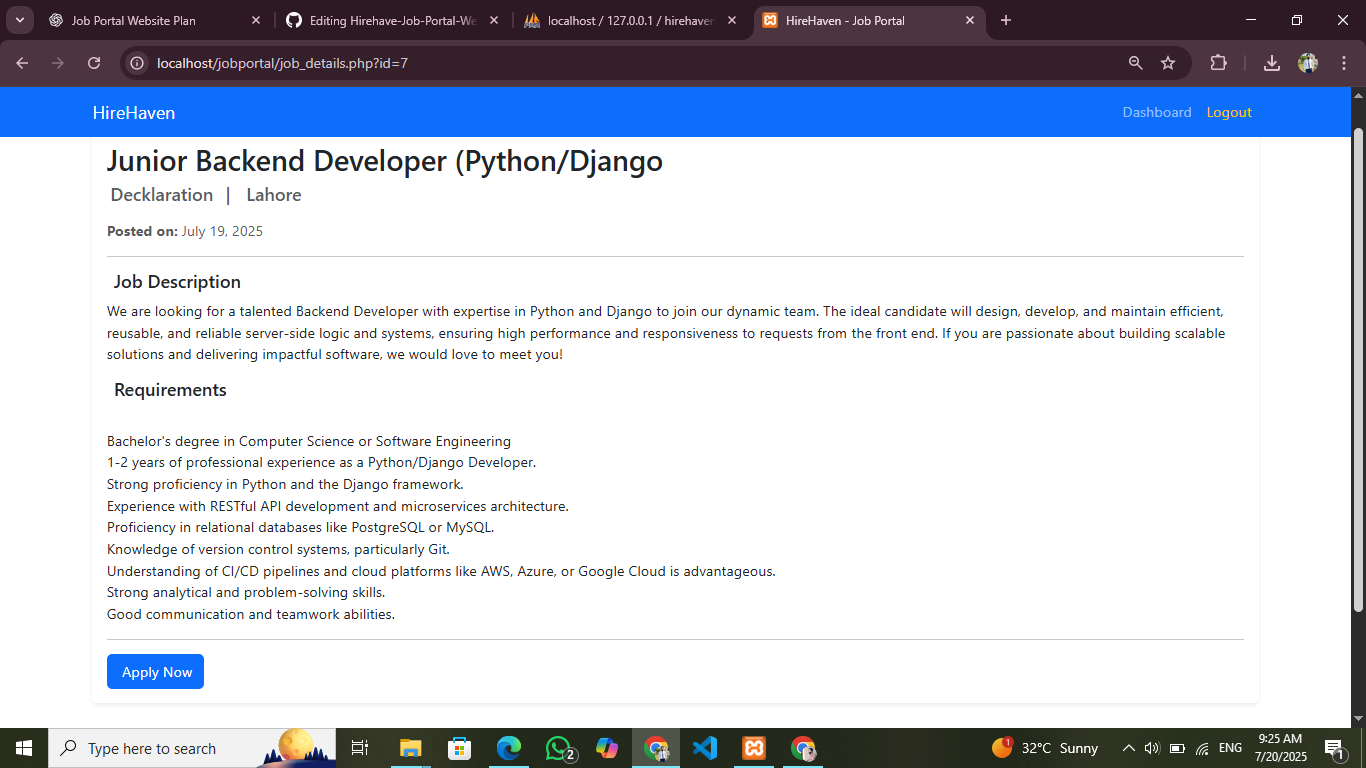 Job Portal Website Plan
Editing Hirehave-Job-Portal-We
localhost / 127.0.0.1 / hirehaven
HireHaven - Job Portal
localhost/jobportal/job_details.php?id=7
HireHaven
Dashboard
Logout
Junior Backend Developer (Python/Django
Decklaration | Lahore
Posted on: July 19, 2025
Job Description
We are looking for a talented Backend Developer with expertise in Python and Django to join our dynamic team. The ideal candidate will design, develop, and maintain efficient,
reusable, and reliable server-side logic and systems, ensuring high performance and responsiveness to requests from the front end. If you are passionate about building scalable
solutions and delivering impactful software, we would love to meet you!
Requirements
Bachelor's degree in Computer Science or Software Engineering
1-2 years of professional experience as a Python/Django Developer.
Strong proficiency in Python and the Django framework.
Experience with RESTful API development and microservices architecture.
Proficiency in relational databases like PostgreSQL or MySQL.
Knowledge of version control systems, particularly Git.
Understanding of CI/CD pipelines and cloud platforms like AWS, Azure, or Google Cloud is advantageous.
Strong analytical and problem-solving skills.
Good communication and teamwork abilities.
Apply Now
Type here to search
2
1
32°C Sunny
ENG
9:25 AM
7/20/2025
1